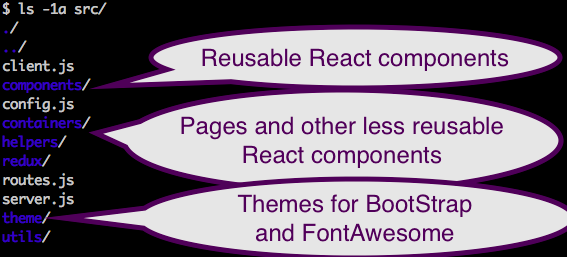 $ ls -1a src/
./
../
client.js
components/
config.js
containers/
helpers/
redux/
routes.js
server.js
theme/
utils/
Reusable React components
Pages and other less reusable
React components
Themes for BootStrap
and FontAwesome